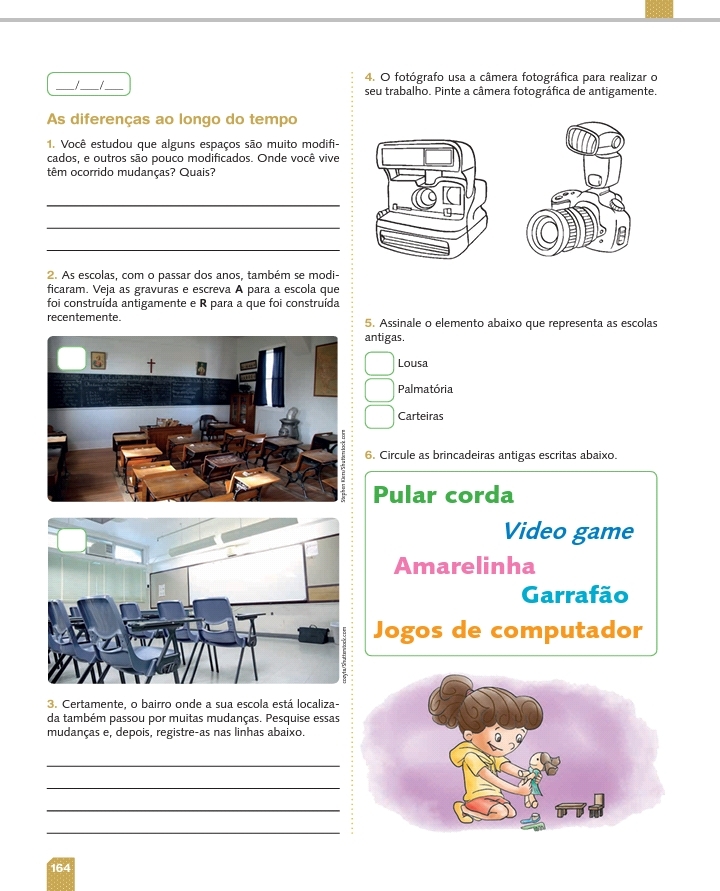 ___/___/___
As diferenças ao longo do tempo
1. Você estudou que alguns espaços são muito modifi-
cados, e outros são pouco modificados. Onde você vive
têm ocorrido mudanças? Quais?
2. As escolas, com o passar dos anos, também se modi-
ficaram. Veja as gravuras e escreva A para a escola que
foi construída antigamente e R para a que foi construída
recentemente.
Stephen Kiers/Shutterstock.com
cozyta/Shutterstock.com
3. Certamente, o bairro onde a sua escola está localiza-
da também passou por muitas mudanças. Pesquise essas
mudanças e, depois, registre-as nas linhas abaixo.
164
4. O fotógrafo usa a câmera fotográfica para realizar o
seu trabalho. Pinte a câmera fotográfica de antigamente.
5. Assinale o elemento abaixo que representa as escolas
antigas.
Lousa
Palmatória
Carteiras
6. Circule as brincadeiras antigas escritas abaixo.
Pular corda
Video game
Amarelinha
Garrafão
Jogos de computador